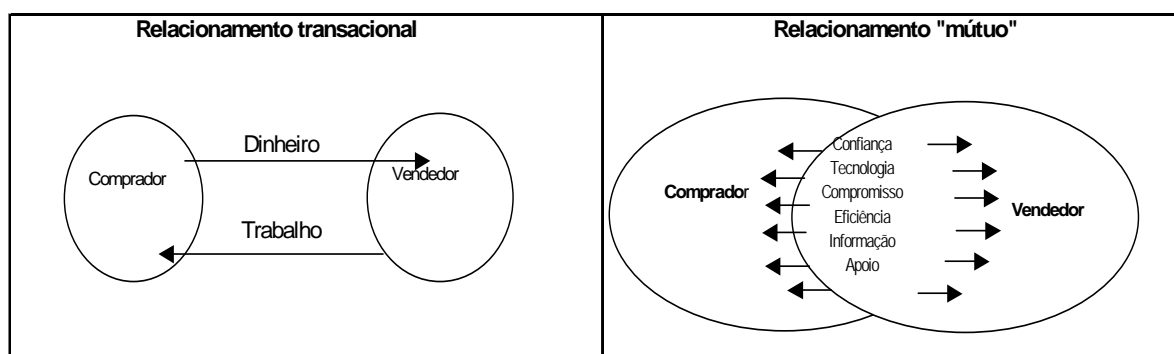 Relacionamento transacional
Dinheiro
Comprador
Vendedor
Trabalho
Relacionamento "mútuo"
Confiança
Tecnologia
Comprador
Compromisso
Vendedor
Eficiência
Informação
Apoio